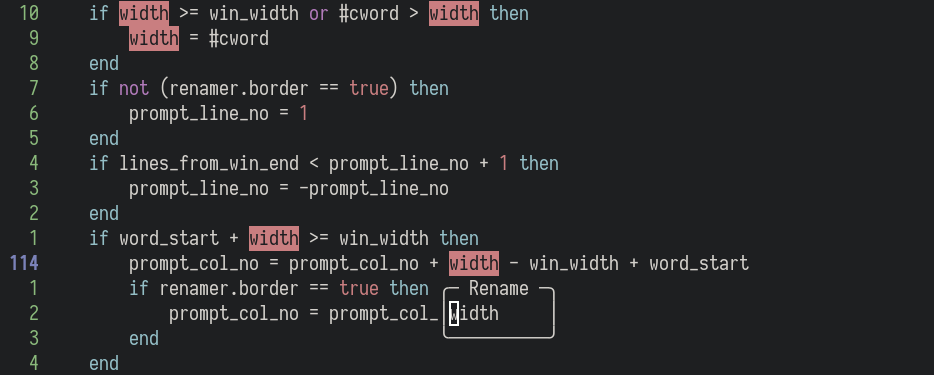 10 if width >= win_width or #cword > width then
9 width = #cword
8 end
7 if not (renamer.border == true) then
6 prompt_line_no = 1
5 end
4 if lines_from_win_end < prompt_line_no + 1 then
3 prompt_line_no = -prompt_line_no
2 end
1 if word_start + width >= win_width then
114 prompt_col_no = prompt_col_no + width - win_width + word_start
1 if renamer.border == true then Rename
2 prompt_col_no = prompt_col_ width
3 end
4 end